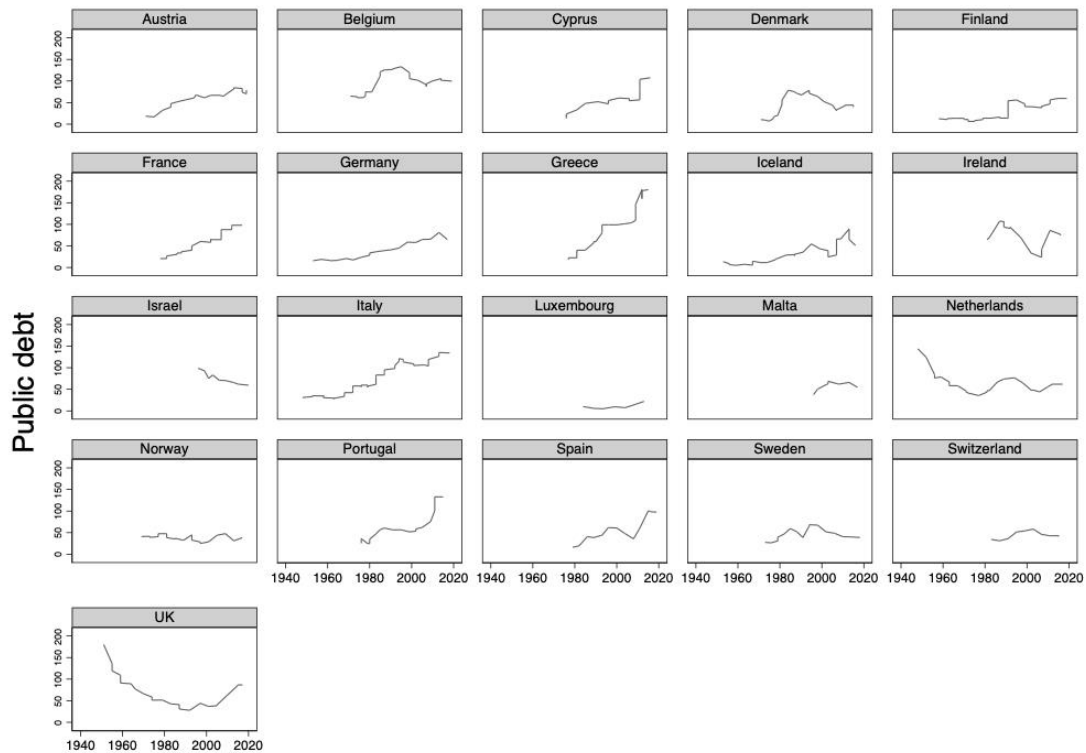 Austria
Belgium
Cyprus
Denmark
Finland
0 50 100 150 200
France
Germany
Greece
Iceland
Ireland
0 50 100 150 200
Israel
Italy
Luxembourg
Malta
Netherlands
0 50 100 150 200
Public debt
Norway
Portugal
Spain
Sweden
Switzerland
0 50 100 150 200
1940 1960 1980 2000 2020
1940 1960 1980 2000 2020
1940 1960 1980 2000 2020
1940 1960 1980 2000 2020
UK
0 50 100 150 200
1940 1960 1980 2000 2020